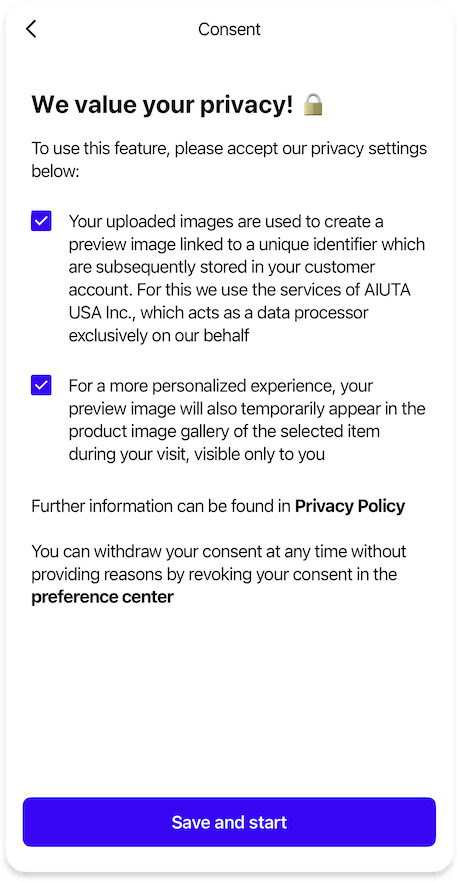 Consent
We value your privacy! 🔒
To use this feature, please accept our privacy settings
below:
Your uploaded images are used to create a
preview image linked to a unique identifier which
are subsequently stored in your customer
account. For this we use the services of AIUTA
USA Inc., which acts as a data processor
exclusively on our behalf
For a more personalized experience, your
preview image will also temporarily appear in the
product image gallery of the selected item
during your visit, visible only to you
Further information can be found in Privacy Policy
You can withdraw your consent at any time without
providing reasons by revoking your consent in the
preference center
Save and start